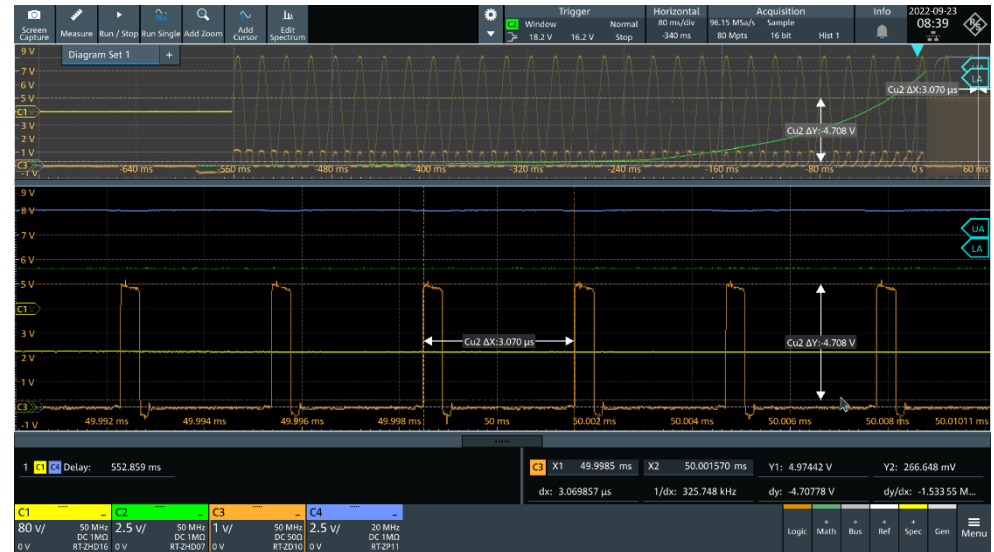 Trigger Horizontal Acquisition Info 2022-09-23
C2 Window Normal 80 ms/div 96.15 MSa/s Sample 08:39
18.2 V 16.2 V Stop -340 ms 80 Mpts 16 bit Hist 1
Screen Capture Measure Run / Stop Run Single Add Zoom Add Cursor Edit Spectrum
Diagram Set 1 +
9 V
7 V
6 V
5 V
C1
3 V
2 V
1 V
C3
-1 V
UA
LA
Cu2 ΔX:3.070 µs
Cu2 ΔY:-4.708 V
-640 ms -560 ms -480 ms -400 ms -320 ms -240 ms -160 ms -80 ms 0 s 60 ms
9 V
8 V
7 V
UA
LA
6 V
5 V
C1
3 V
Cu2 ΔX:3.070 µs Cu2 ΔY:-4.708 V
2 V
1 V
C3
-1 V
49.992 ms 49.994 ms 49.996 ms 49.998 ms 50 ms 50.002 ms 50.004 ms 50.006 ms 50.008 ms 50.01011 ms
1 C1 C4 Delay: 552.859 ms
C3 X1 49.9985 ms X2 50.001570 ms Y1: 4.97442 V Y2: 266.648 mV
dx: 3.069857 µs 1/dx: 325.748 kHz dy: -4.70778 V dy/dx: -1.533 55 M...
C1 C2 C3 C4
80 V/ 50 MHz 2.5 V/ 50 MHz 1 V/ 50 MHz 2.5 V/ 20 MHz
DC 1MΩ DC 1MΩ DC 50Ω DC 1MΩ
0 V RT-ZHD16 0 V RT-ZHD07 0 V RT-ZD10 0 V RT-ZP11
Logic + Math + Bus + Ref + Spec Gen Menu